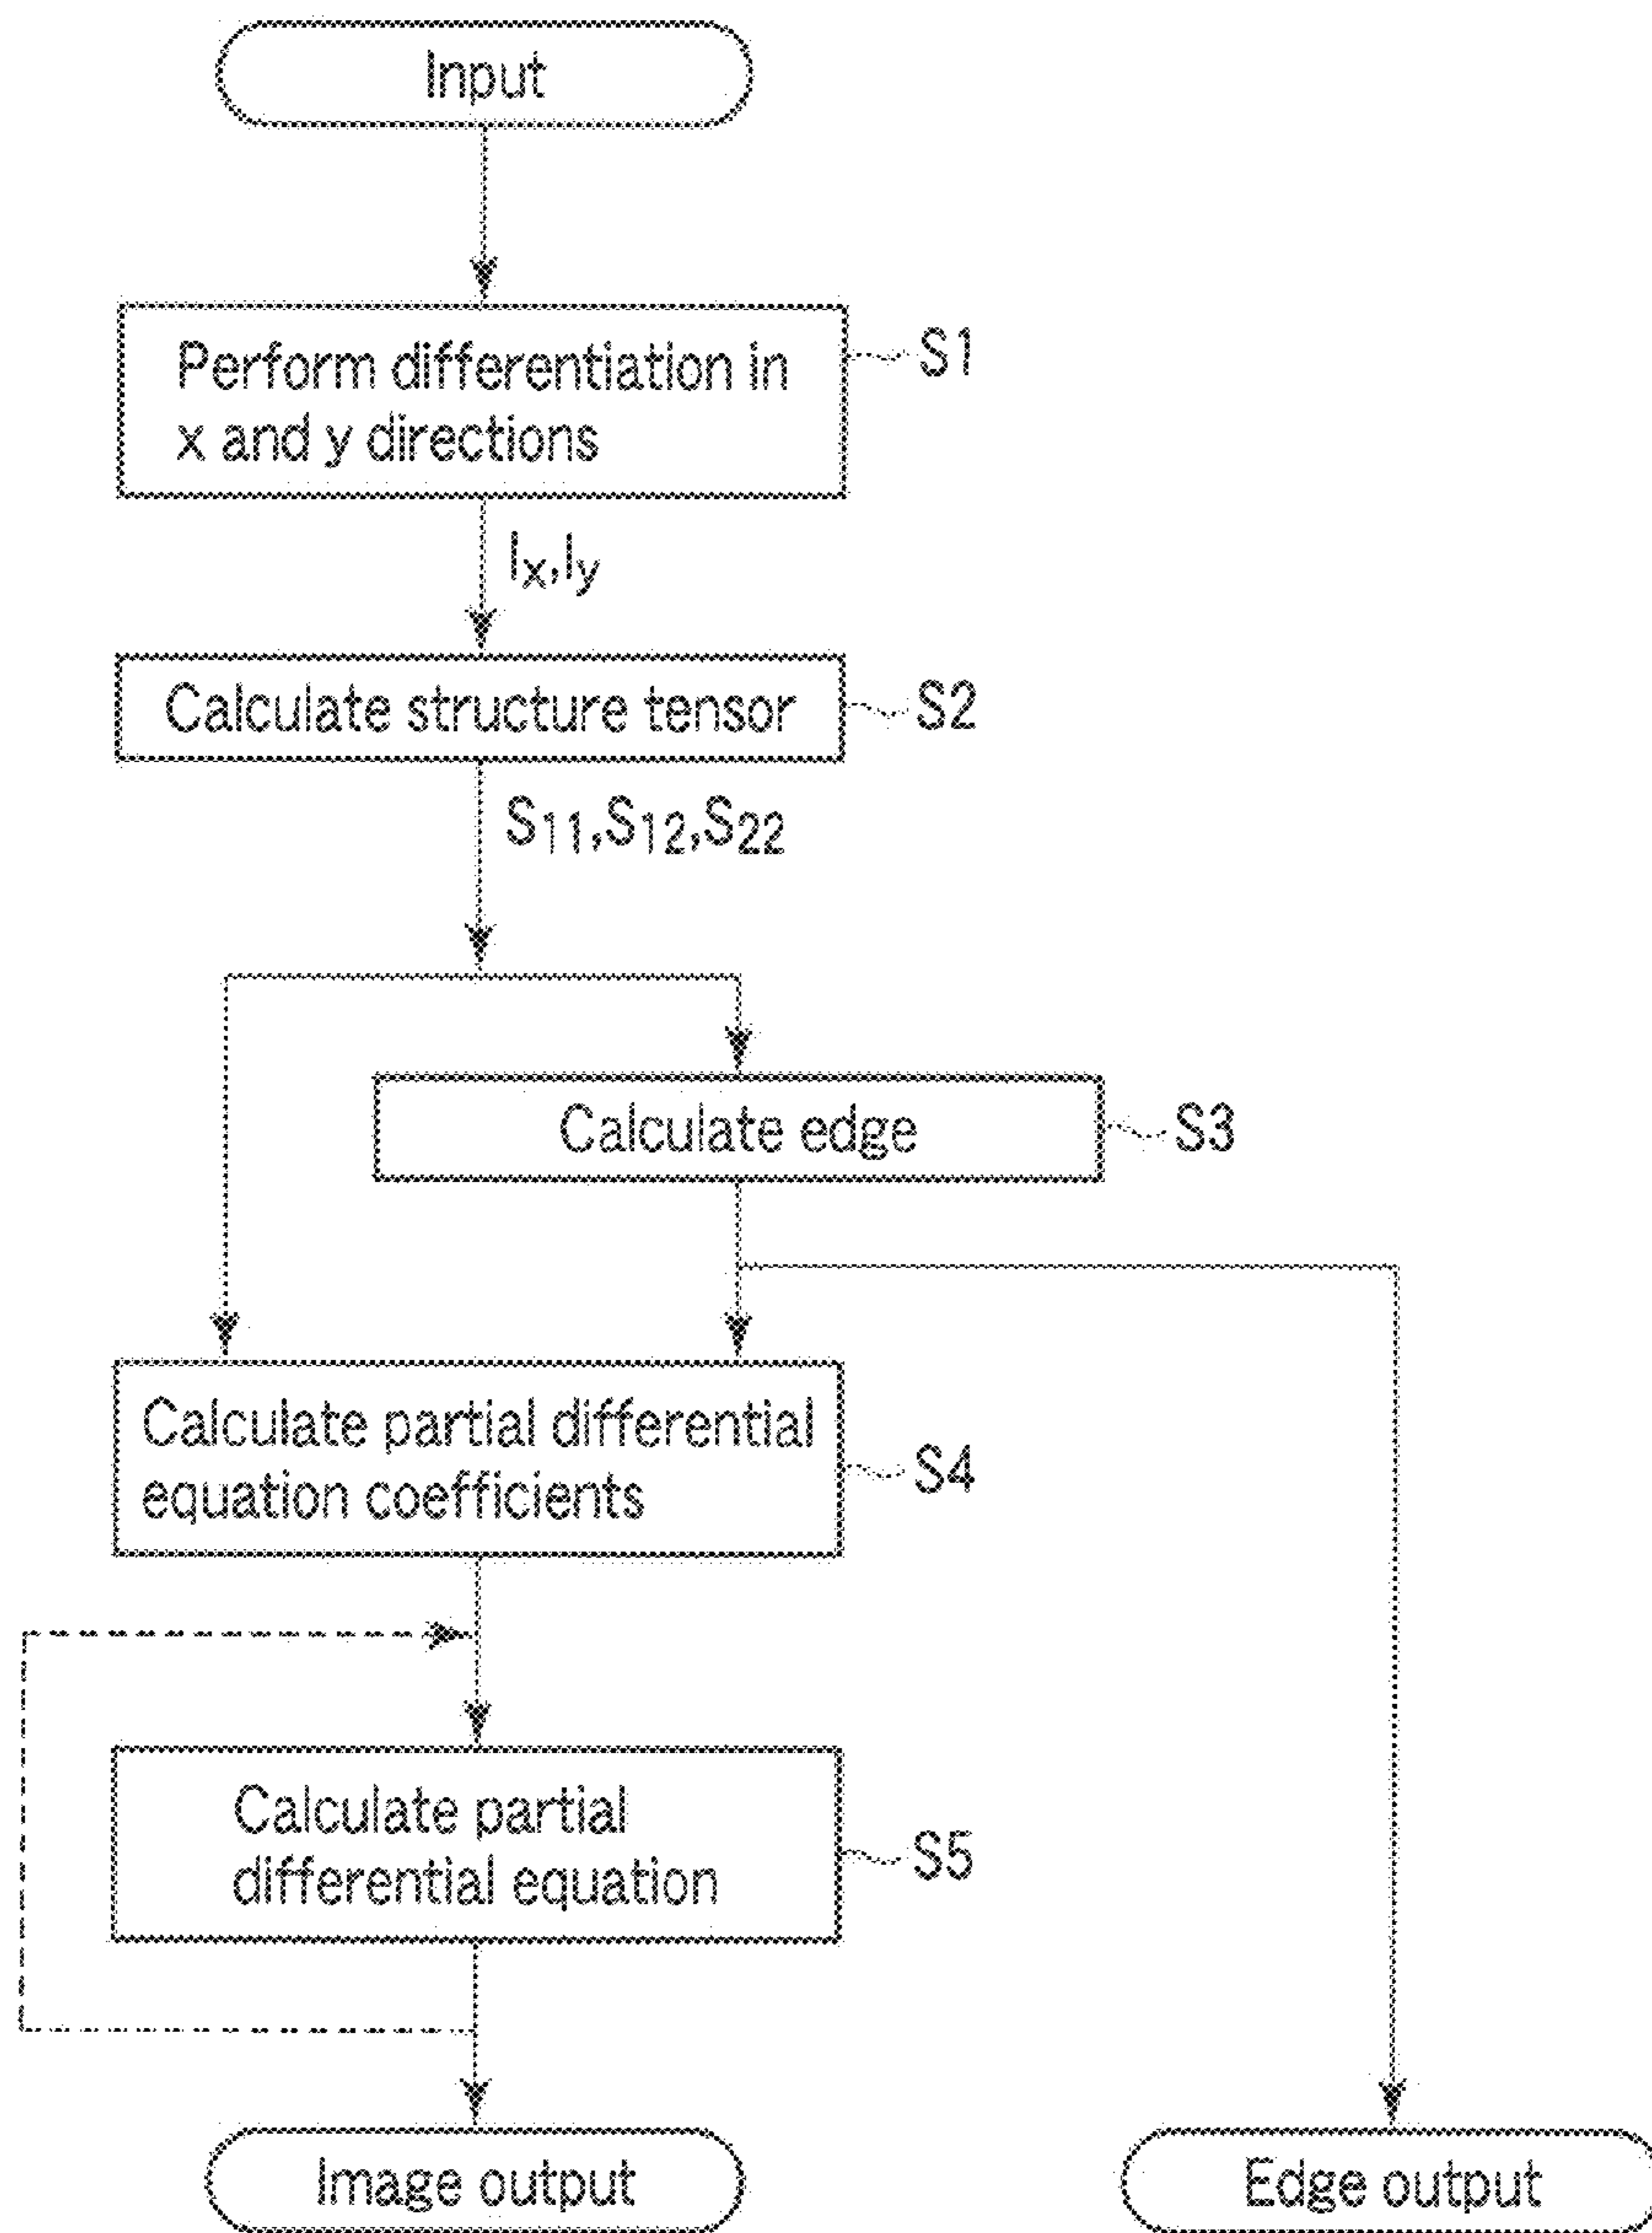 Input
Perform differentiation in
x and y directions
S1
Ix,Iy
Calculate structure tensor
S2
S11,S12,S22
Calculate edge
S3
Calculate partial differential
equation coefficients
S4
Calculate partial
differential equation
S5
Image output
Edge output